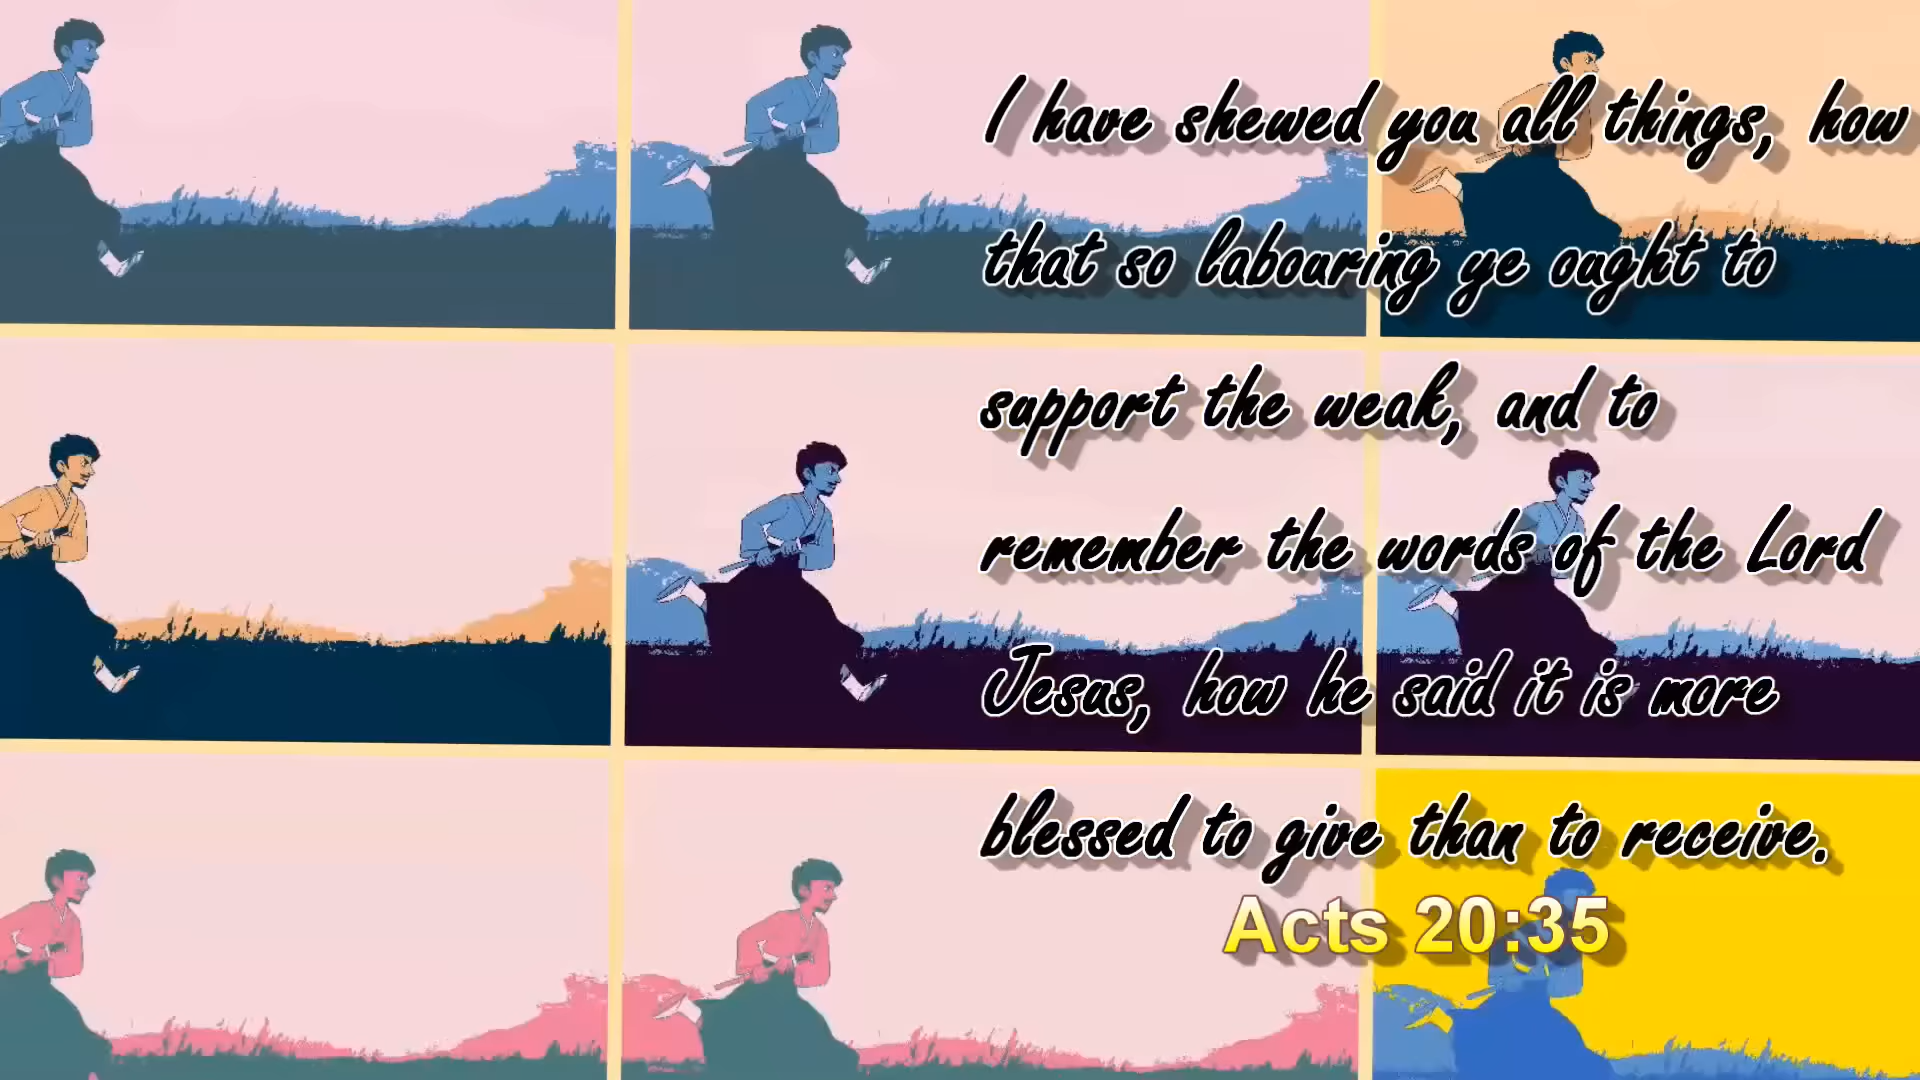 I have shewed you all things, how
that so labouring ye ought to
support the weak, and to
remember the words of the Lord
Jesus, how he said it is more
blessed to give than to receive.
Acts 20:35